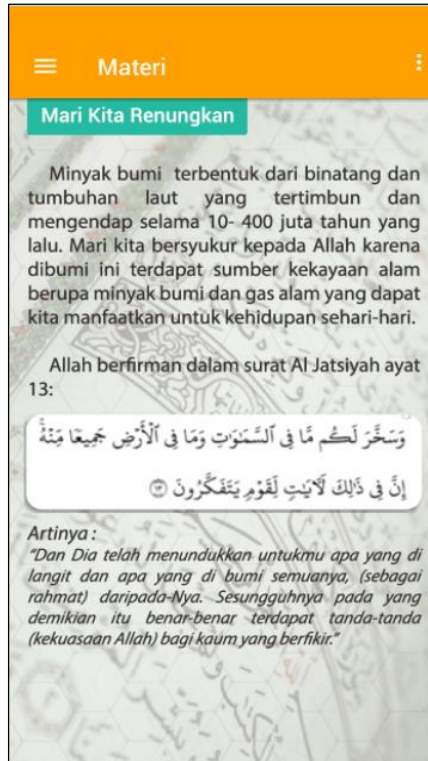 Materi
Mari Kita Renungkan
Minyak bumi terbentuk dari binatang dan
tumbuhan laut yang tertimbun dan
mengendap selama 10- 400 juta tahun yang
lalu. Mari kita bersyukur kepada Allah karena
dibumi ini terdapat sumber kekayaan alam
berupa minyak bumi dan gas alam yang dapat
kita manfaatkan untuk kehidupan sehari-hari.
Allah berfirman dalam surat Al Jatsiyah ayat
13:
وَسَخَّرَ لَكُم مَّا فِى ٱلسَّمَٰوَٰتِ وَمَا فِى ٱلْأَرْضِ جَمِيعًا مِّنْهُ ۚ
إِنَّ فِى ذَٰلِكَ لَءَايَٰتٍ لِّقَوْمٍ يَتَفَكَّرُونَ ١٣
Artinya :
“Dan Dia telah menundukkan untukmu apa yang di
langit dan apa yang di bumi semuanya, (sebagai
rahmat) daripada-Nya. Sesungguhnya pada yang
demikian itu benar-benar terdapat tanda-tanda
(kekuasaan Allah) bagi kaum yang berfikir.”